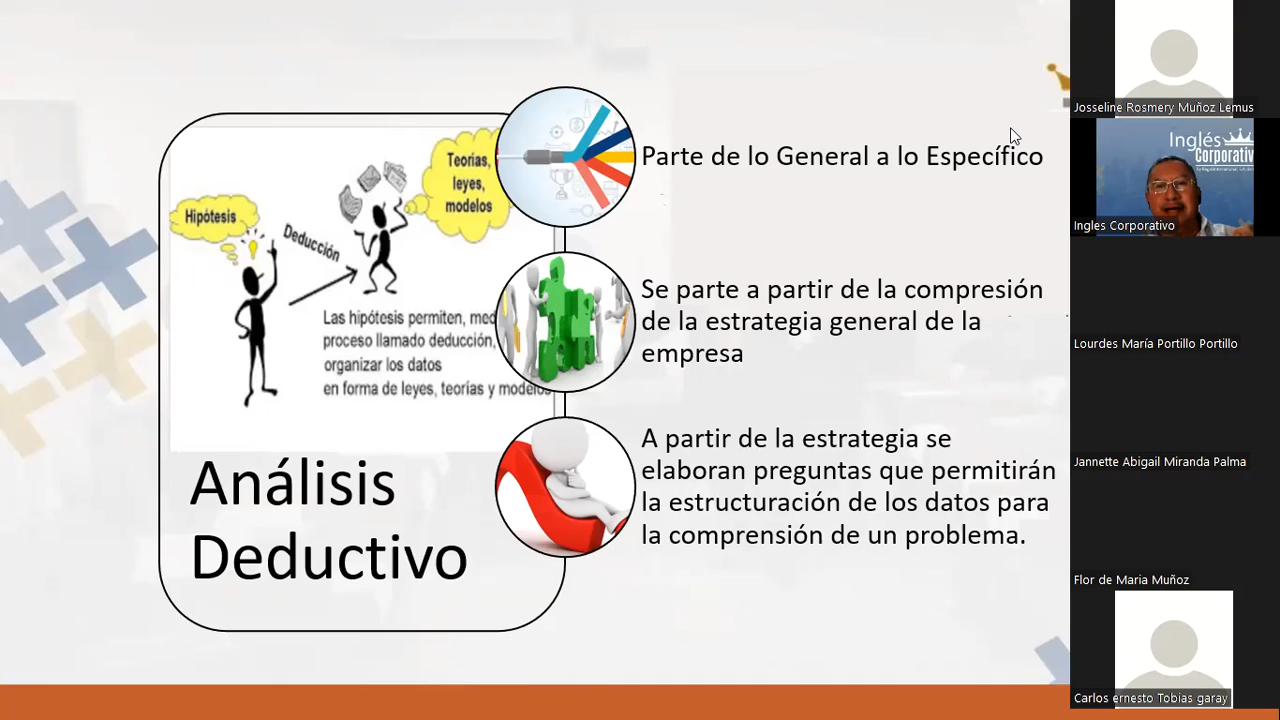 Hipótesis
Deducción
Teorías,
leyes,
modelos
Las hipótesis permiten,
proceso llamado deducción,
organizar los datos
en forma de leyes, teorías y modelos
Análisis
Deductivo
Parte de lo General a lo Específico
Se parte a partir de la compresión
de la estrategia general de la
empresa
A partir de la estrategia se
elaboran preguntas que permitirán
la estructuración de los datos para
la comprensión de un problema.
Josseline Rosmery Muñoz Lemus
Inglés
Corporativ
Ingles Corporativo
Lourdes María Portillo Portillo
Jannette Abigail Miranda Palma
Flor de Maria Muñoz
Carlos ernesto Tobias garay